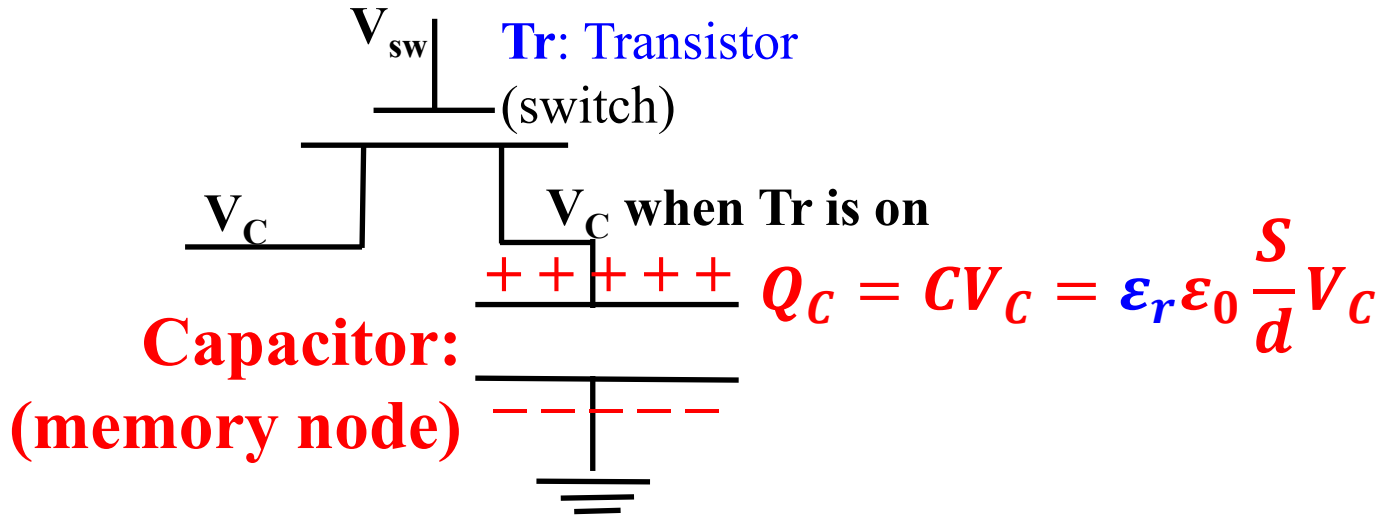 V_sw
Tr: Transistor
(switch)
V_C
V_C when Tr is on
+ + + + +
Q_C = CV_C = ε_r ε_0 S/d V_C
Capacitor:
(memory node)
− − − − −